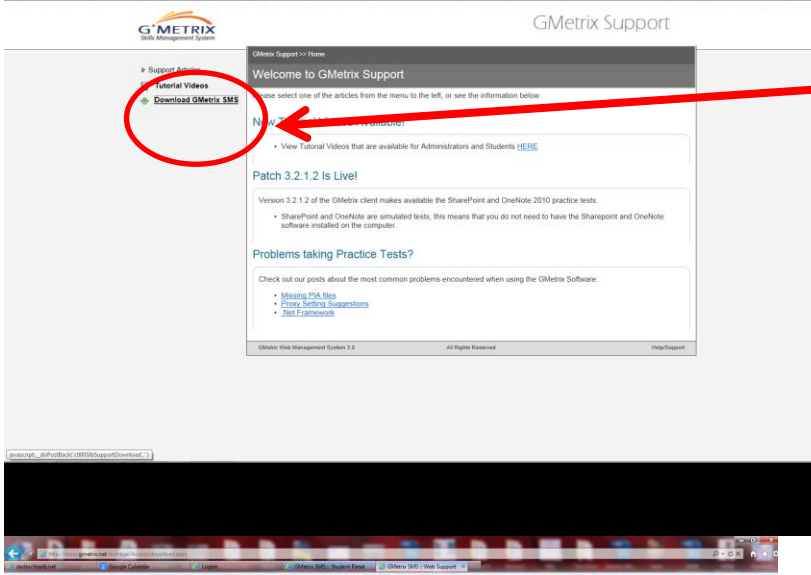 G·METRIX
Skills Management System
GMetrix Support
GMetrix Support >> Home
Support Articles
Welcome to GMetrix Support
Tutorial Videos
Please select one of the articles from the menu to the left, or see the information below.
Download GMetrix SMS
View Tutorial Videos that are available for Administrators and Students HERE
Patch 3.2.1.2 Is Live!
Version 3.2.1.2 of the GMetrix client makes available the SharePoint and OneNote 2010 practice tests.
SharePoint and OneNote are simulated tests; this means that you do not need to have the Sharepoint and OneNote
software installed on the computer.
Problems taking Practice Tests?
Check out our posts about the most common problems encountered when using the GMetrix Software:
Missing PIA files
Proxy Setting Suggestions
.Net Framework
GMetrix Web Management System 3.0 All Rights Reserved Help/Support
Google Calendar Logon GMetrix SMS :: Student Panel GMetrix SMS :: Web Support